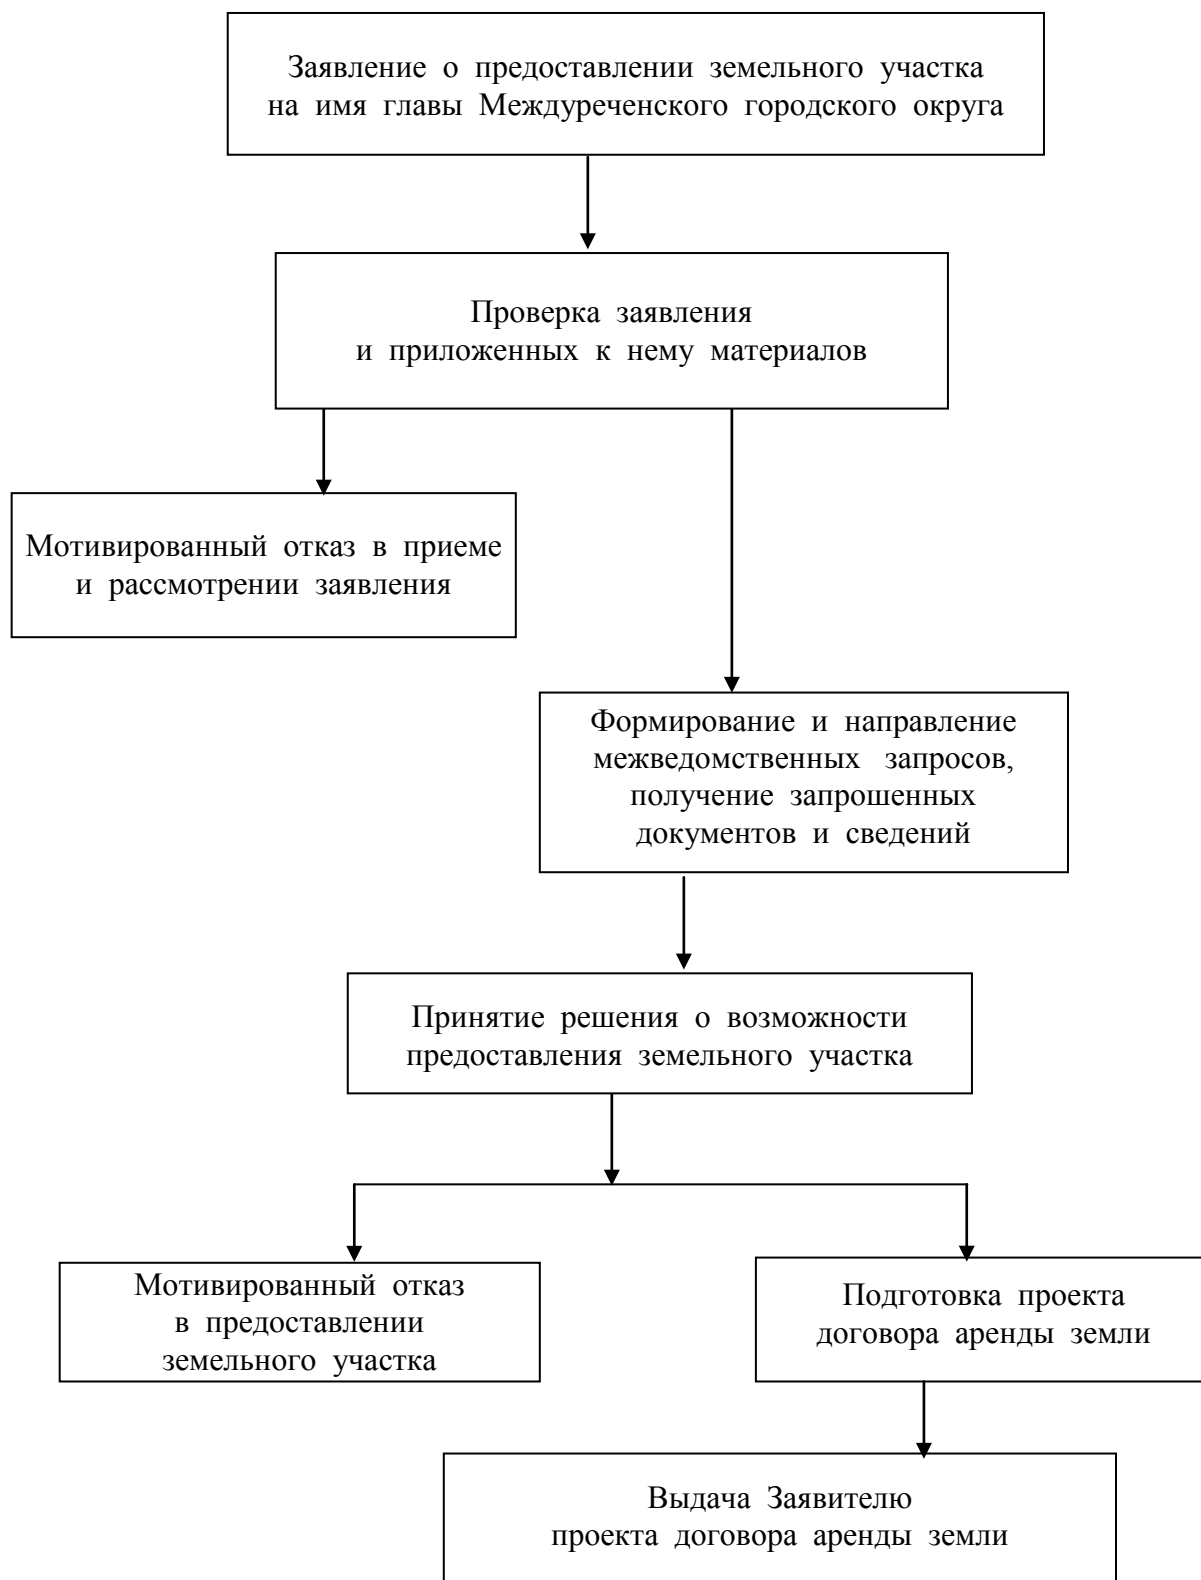 Заявление о предоставлении земельного участка
на имя главы Междуреченского городского округа
Проверка заявления
и приложенных к нему материалов
Мотивированный отказ в приеме
и рассмотрении заявления
Формирование и направление
межведомственных запросов,
получение запрошенных
документов и сведений
Принятие решения о возможности
предоставления земельного участка
Мотивированный отказ
в предоставлении
земельного участка
Подготовка проекта
договора аренды земли
Выдача Заявителю
проекта договора аренды земли